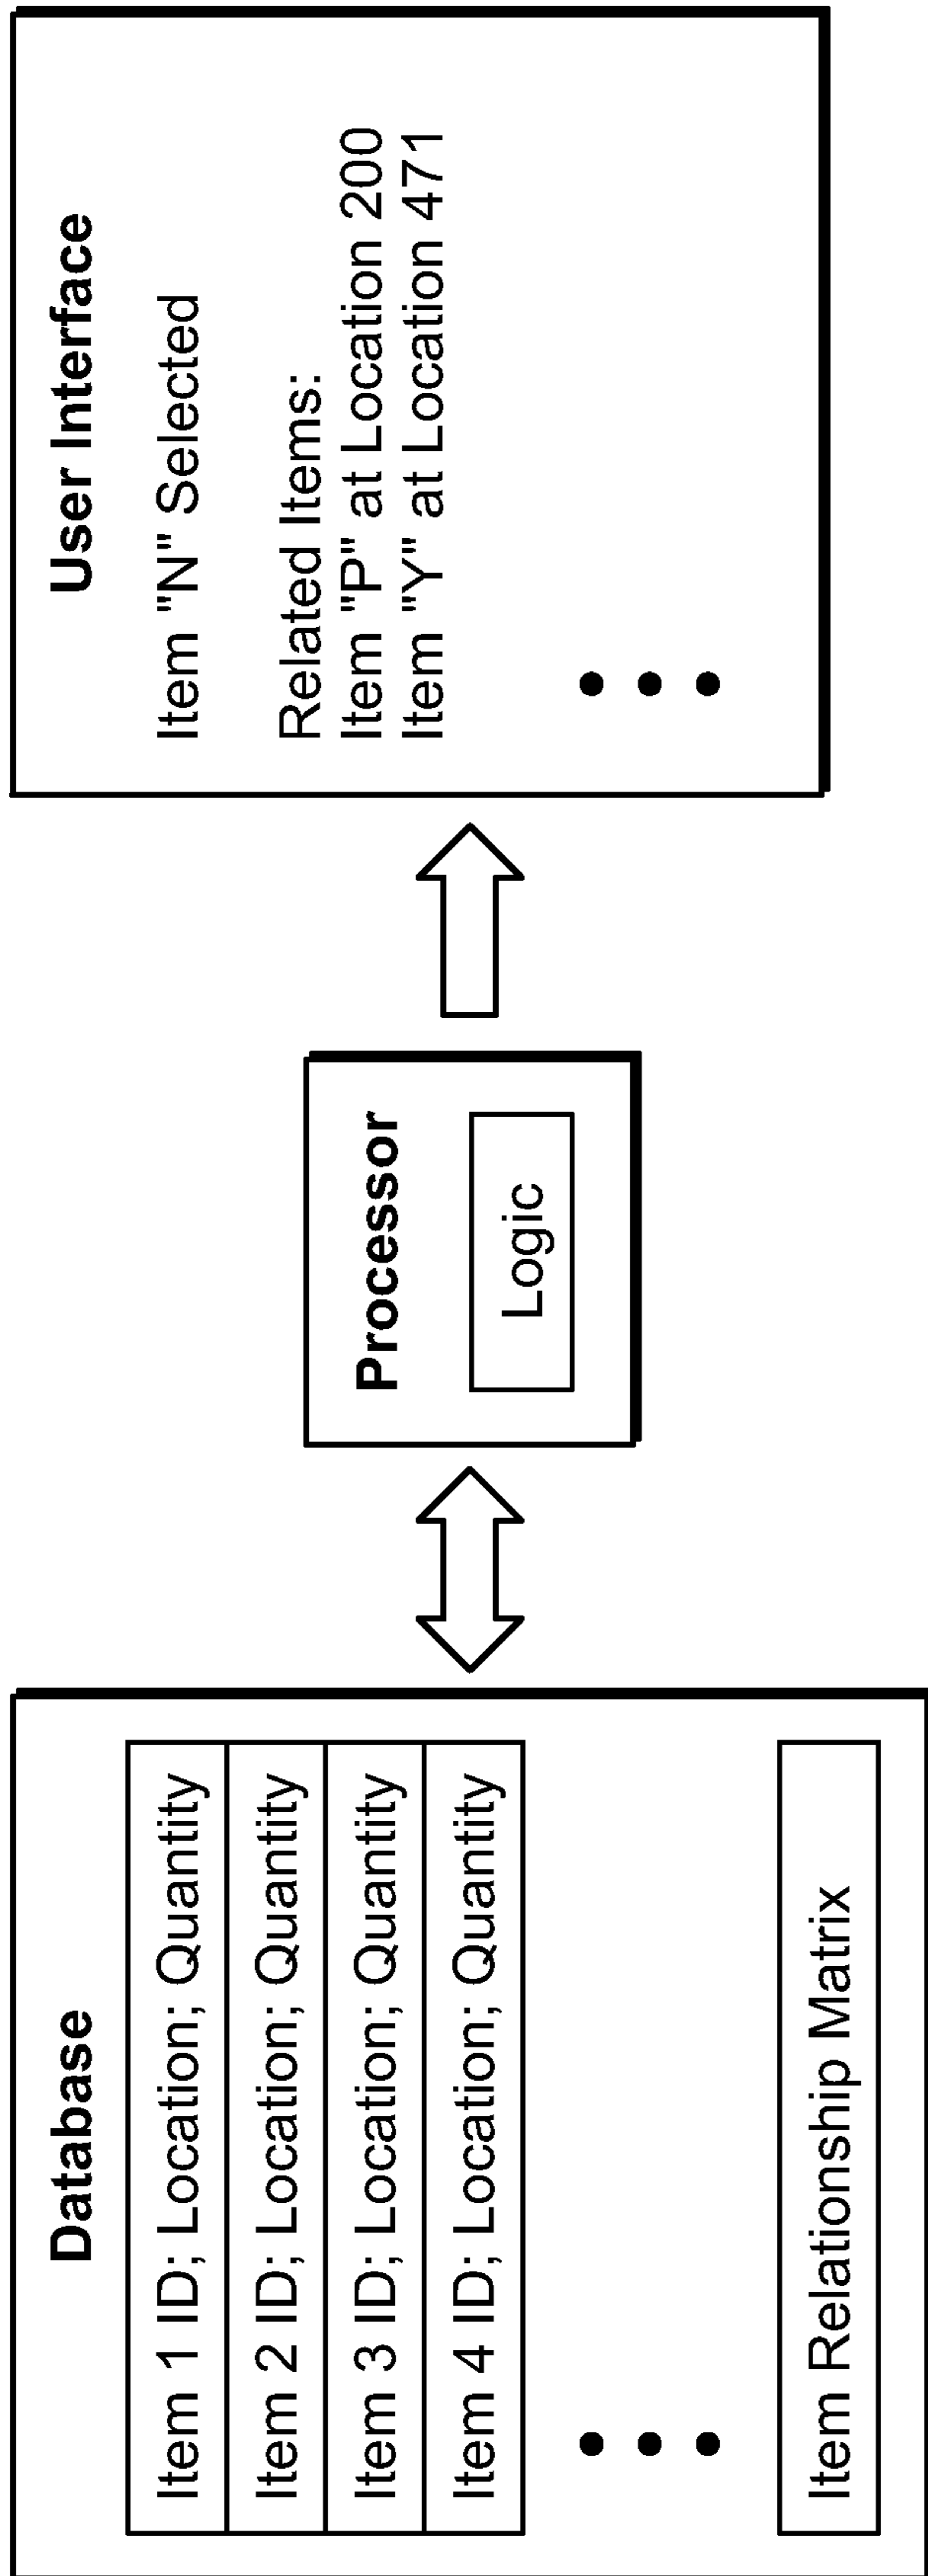 Database
Item 1 ID; Location; Quantity
Item 2 ID; Location; Quantity
Item 3 ID; Location; Quantity
Item 4 ID; Location; Quantity
Item Relationship Matrix
Processor
Logic
User Interface
Item "N" Selected
Related Items:
Item "P" at Location 200
Item "Y" at Location 471